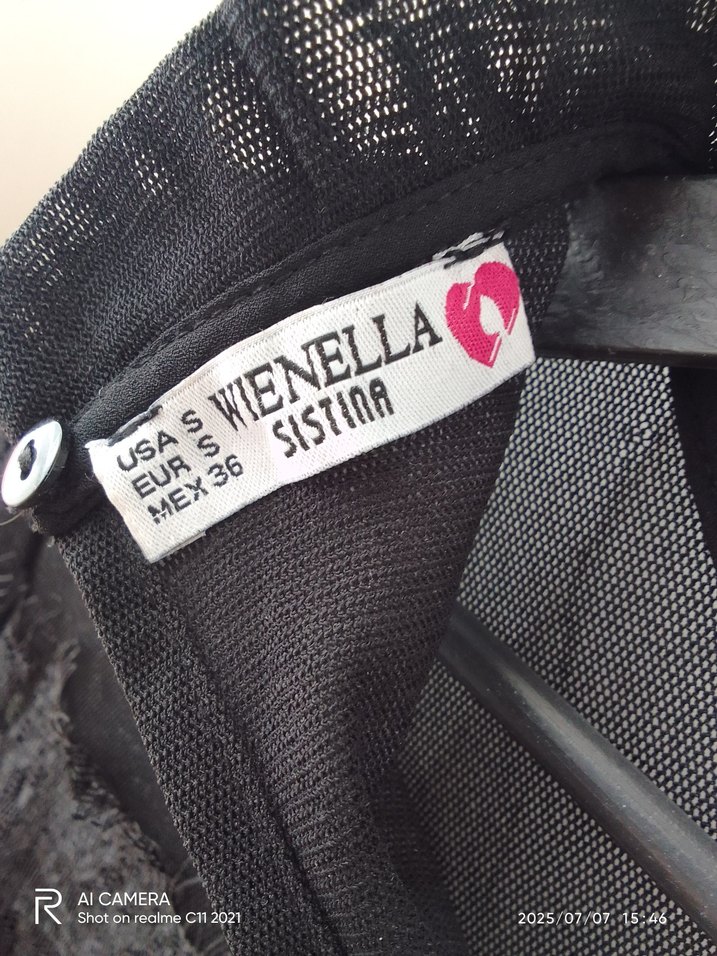 WIENELLA
SISTINA
USA S
EUR S
MEX 36
AI CAMERA
Shot on realme C11 2021
2025/07/07 15:46